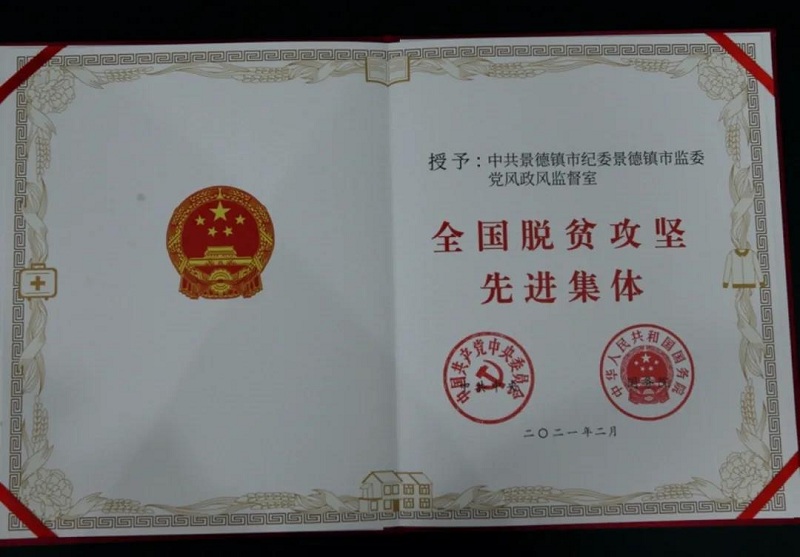 授予：中共景德镇市纪委景德镇市监委
党风政风监督室
全国脱贫攻坚
先进集体
中国共产党中央委员会
中华人民共和国国务院
二〇二一年二月